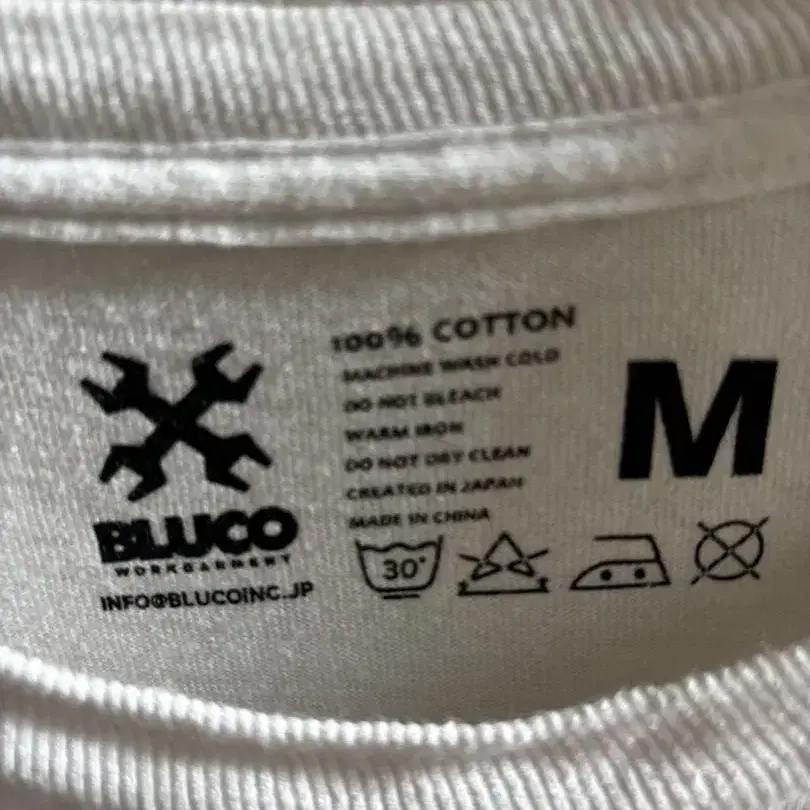 BLUCO
WORKGARMENT
INFO@BLUCOINC.JP
100% COTTON
MACHINE WASH COLD
DO NOT BLEACH
WARM IRON
DO NOT DRY CLEAN
CREATED IN JAPAN
MADE IN CHINA
30°
M